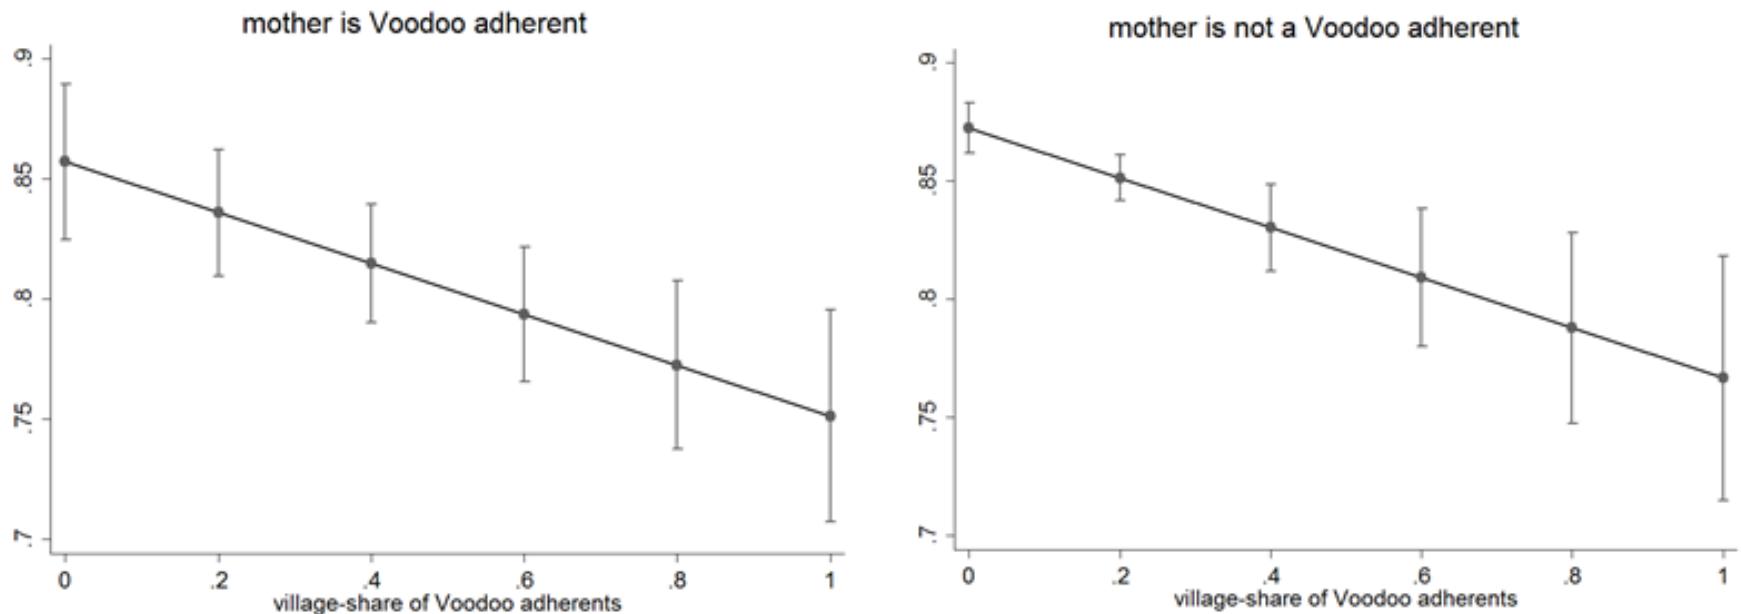 mother is Voodoo adherent
.9
.85
.8
.75
.7
0 .2 .4 .6 .8 1
village-share of Voodoo adherents
mother is not a Voodoo adherent
.9
.85
.8
.75
.7
0 .2 .4 .6 .8 1
village-share of Voodoo adherents